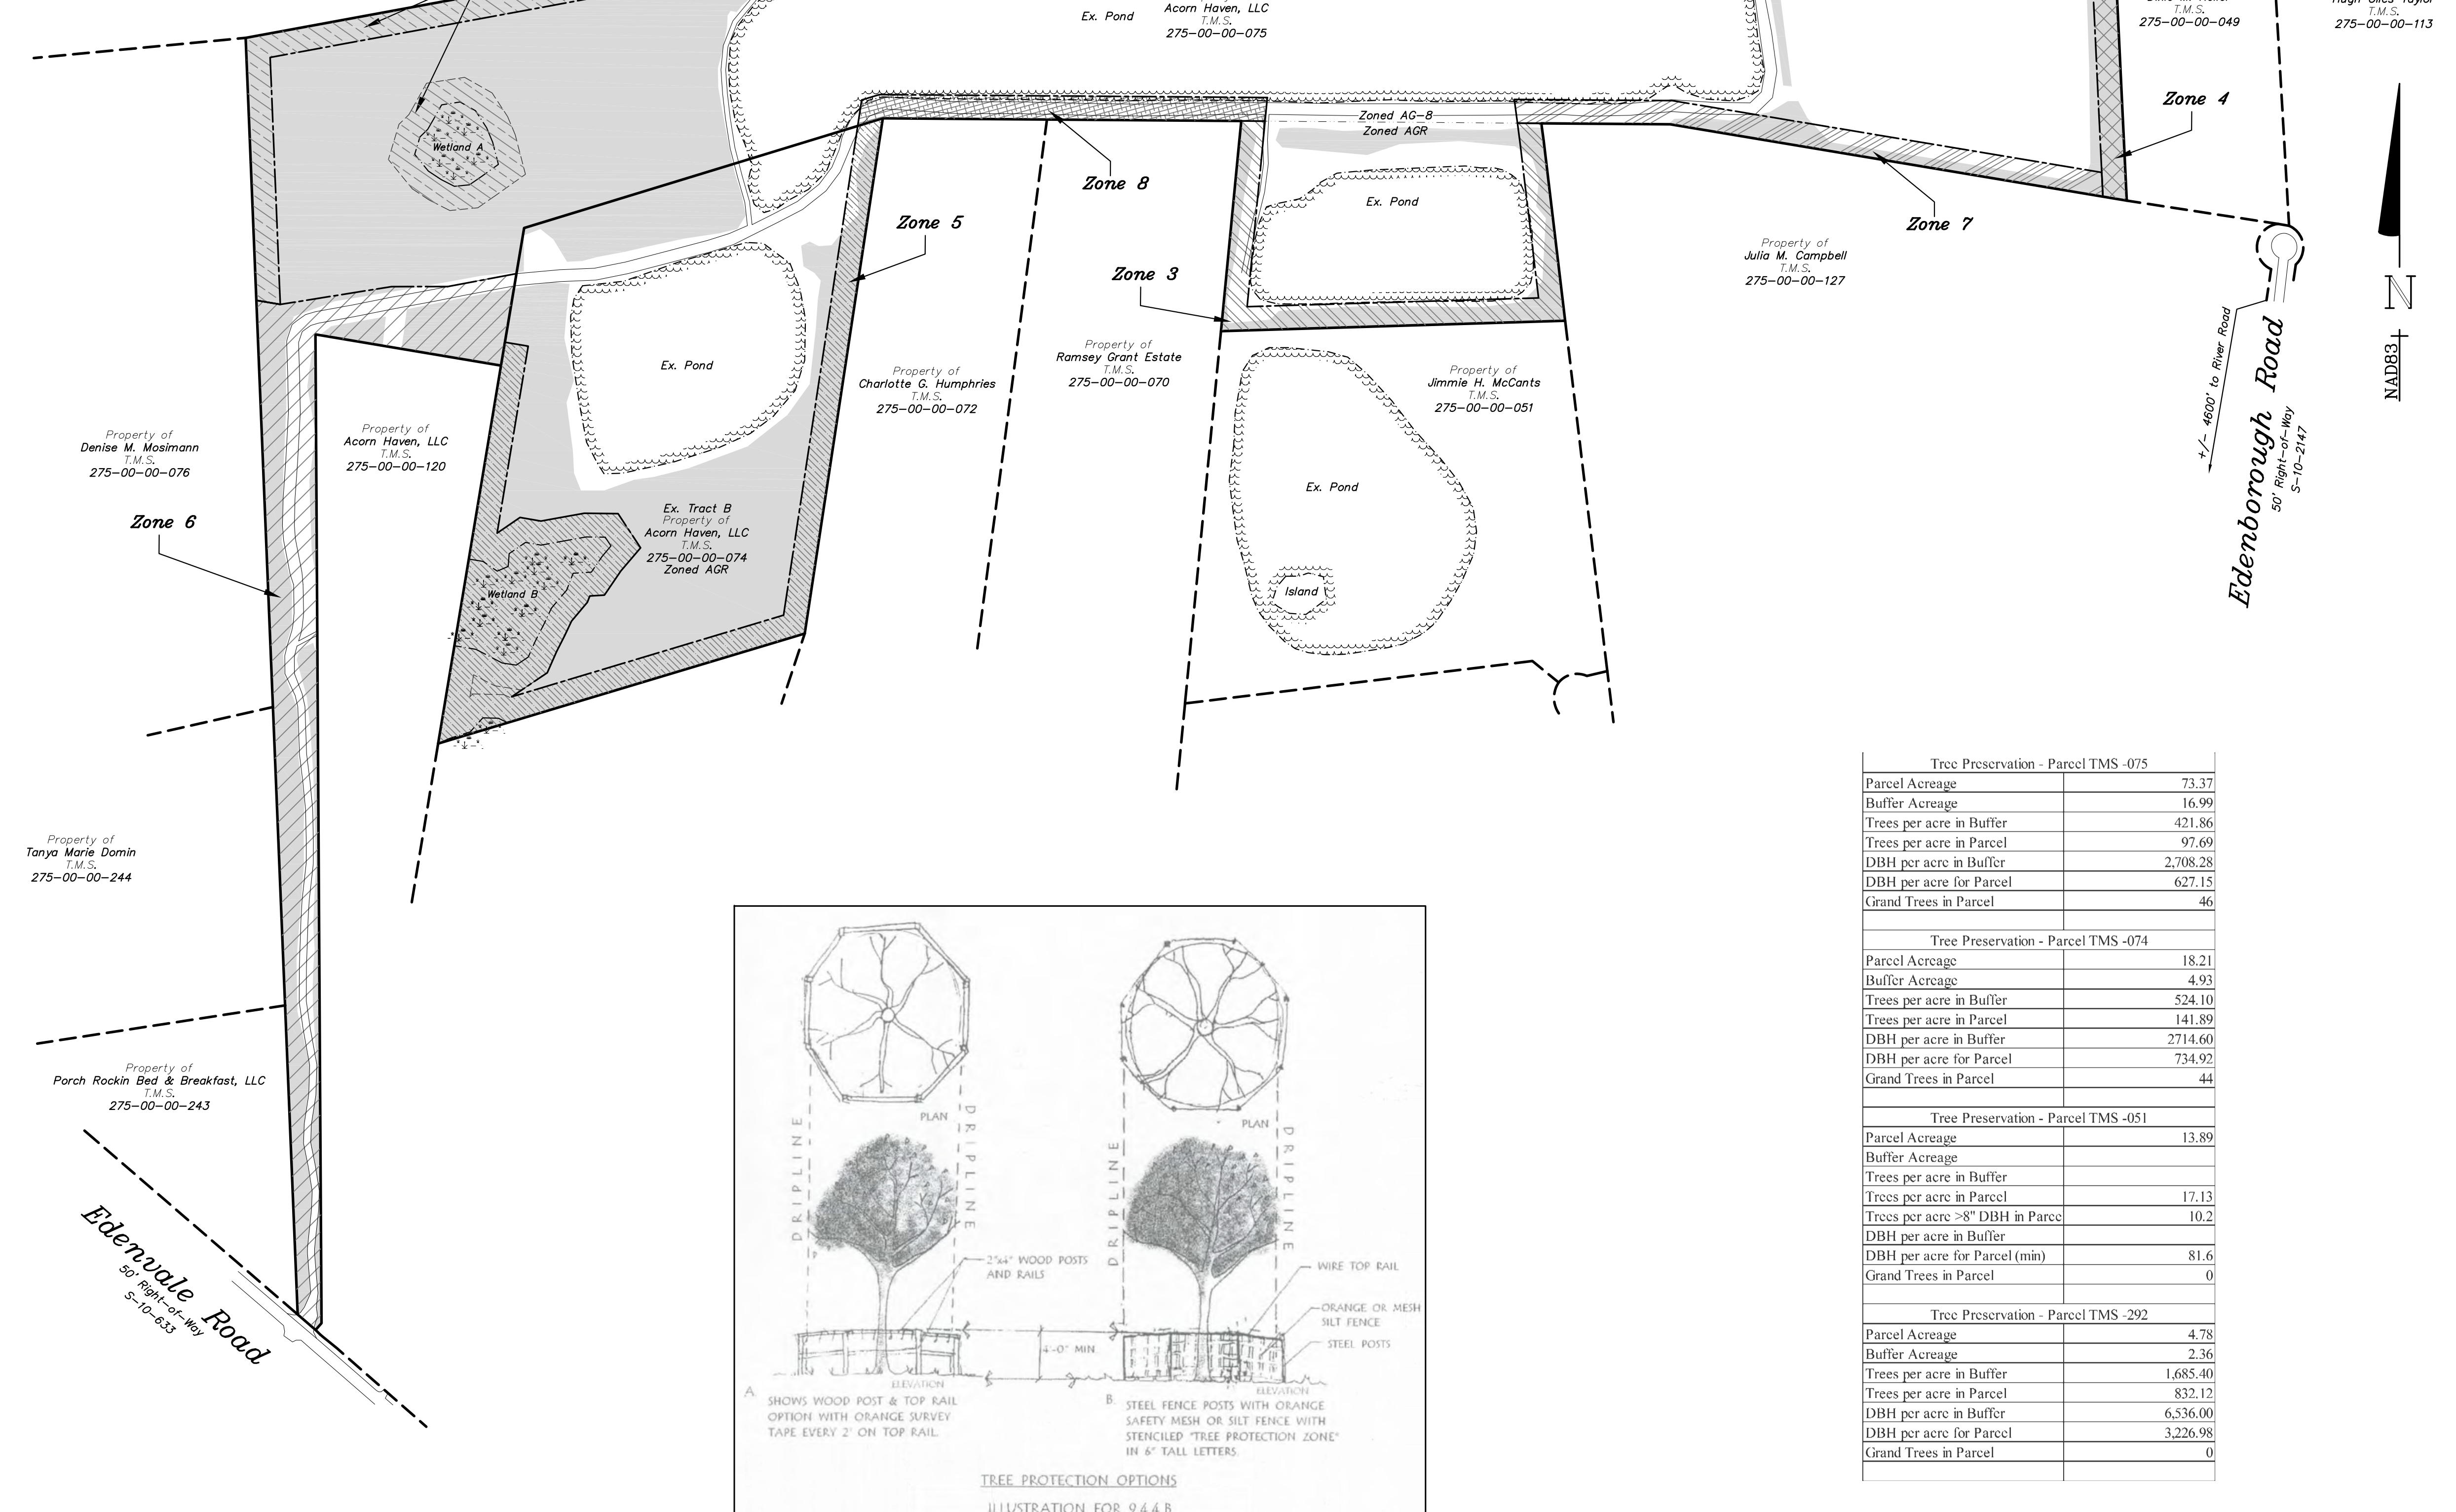 Ex. Pond
Acorn Haven, LLC
T.M.S.
275-00-00-075
T.M.S.
275-00-00-049
T.M.S.
275-00-00-113
Zone 4
Zoned AG-8
Zoned AGR
Wetland A
Zone 8
Ex. Pond
Zone 5
Zone 7
Zone 3
Property of
Julia M. Campbell
T.M.S.
275-00-00-127
N
NAD83
+/- 4600' to River Road
Edenborough Road
50' Right-of-Way
S-10-2147
Ex. Pond
Property of
Ramsey Grant Estate
T.M.S.
275-00-00-070
Property of
Charlotte G. Humphries
T.M.S.
275-00-00-072
Property of
Jimmie H. McCants
T.M.S.
275-00-00-051
Property of
Denise M. Mosimann
T.M.S.
275-00-00-076
Property of
Acorn Haven, LLC
T.M.S.
275-00-00-120
Ex. Pond
Zone 6
Ex. Tract B
Property of
Acorn Haven, LLC
T.M.S.
275-00-00-074
Zoned AGR
Wetland B
Island
Property of
Tanya Marie Domin
T.M.S.
275-00-00-244
Property of
Porch Rockin Bed & Breakfast, LLC
T.M.S.
275-00-00-243
Edenvale Road
50' Right-of-Way
S-10-633
PLAN
PLAN
DRIPLINE
DRIPLINE
DRIPLINE
DRIPLINE
2"x4" WOOD POSTS
AND RAILS
WIRE TOP RAIL
ORANGE OR MESH
SILT FENCE
STEEL POSTS
4'-0" MIN
ELEVATION
ELEVATION
A.
SHOWS WOOD POST & TOP RAIL
OPTION WITH ORANGE SURVEY
TAPE EVERY 2' ON TOP RAIL.
B.
STEEL FENCE POSTS WITH ORANGE
SAFETY MESH OR SILT FENCE WITH
STENCILED "TREE PROTECTION ZONE"
IN 6" TALL LETTERS.
TREE PROTECTION OPTIONS
ILLUSTRATION FOR 9.4.4.B
Tree Preservation - Parcel TMS -075
Parcel Acreage 73.37
Buffer Acreage 16.99
Trees per acre in Buffer 421.86
Trees per acre in Parcel 97.69
DBH per acre in Buffer 2,708.28
DBH per acre for Parcel 627.15
Grand Trees in Parcel 46
Tree Preservation - Parcel TMS -074
Parcel Acreage 18.21
Buffer Acreage 4.93
Trees per acre in Buffer 524.10
Trees per acre in Parcel 141.89
DBH per acre in Buffer 2714.60
DBH per acre for Parcel 734.92
Grand Trees in Parcel 44
Tree Preservation - Parcel TMS -051
Parcel Acreage 13.89
Buffer Acreage
Trees per acre in Buffer
Trees per acre in Parcel 17.13
Trees per acre >8" DBH in Parce 10.2
DBH per acre in Buffer
DBH per acre for Parcel (min) 81.6
Grand Trees in Parcel 0
Tree Preservation - Parcel TMS -292
Parcel Acreage 4.78
Buffer Acreage 2.36
Trees per acre in Buffer 1,685.40
Trees per acre in Parcel 832.12
DBH per acre in Buffer 6,536.00
DBH per acre for Parcel 3,226.98
Grand Trees in Parcel 0